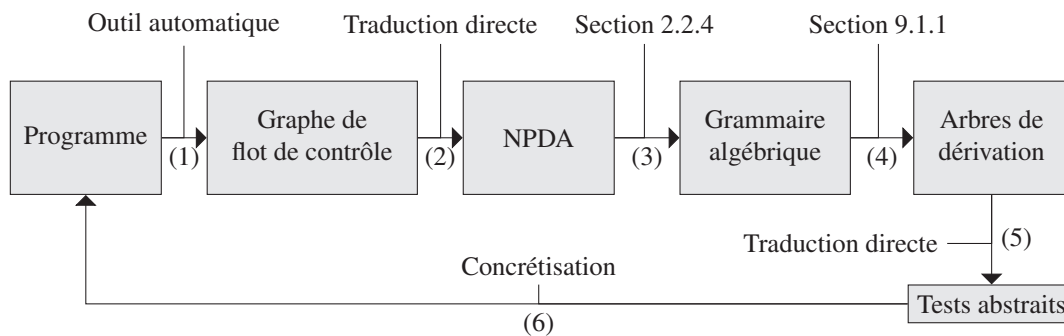 Outil automatique
Traduction directe
Section 2.2.4
Section 9.1.1
Programme
Graphe de
flot de contrôle
NPDA
Grammaire
algébrique
Arbres de
dérivation
(1)
(2)
(3)
(4)
Traduction directe
(5)
Concrétisation
Tests abstraits
(6)